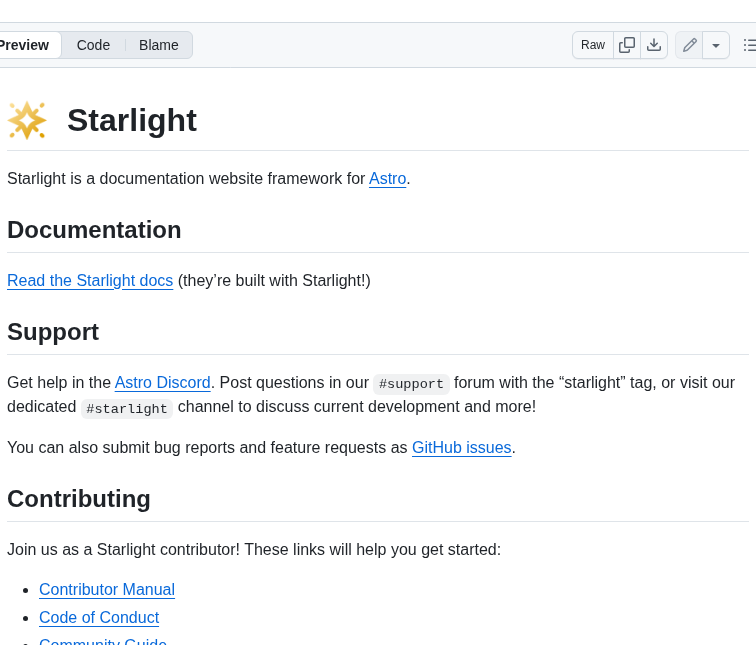 Preview Code Blame Raw
Starlight
Starlight is a documentation website framework for Astro.
Documentation
Read the Starlight docs (they’re built with Starlight!)
Support
Get help in the Astro Discord. Post questions in our #support forum with the “starlight” tag, or visit our
dedicated #starlight channel to discuss current development and more!
You can also submit bug reports and feature requests as GitHub issues.
Contributing
Join us as a Starlight contributor! These links will help you get started:
Contributor Manual
Code of Conduct
Community Guide